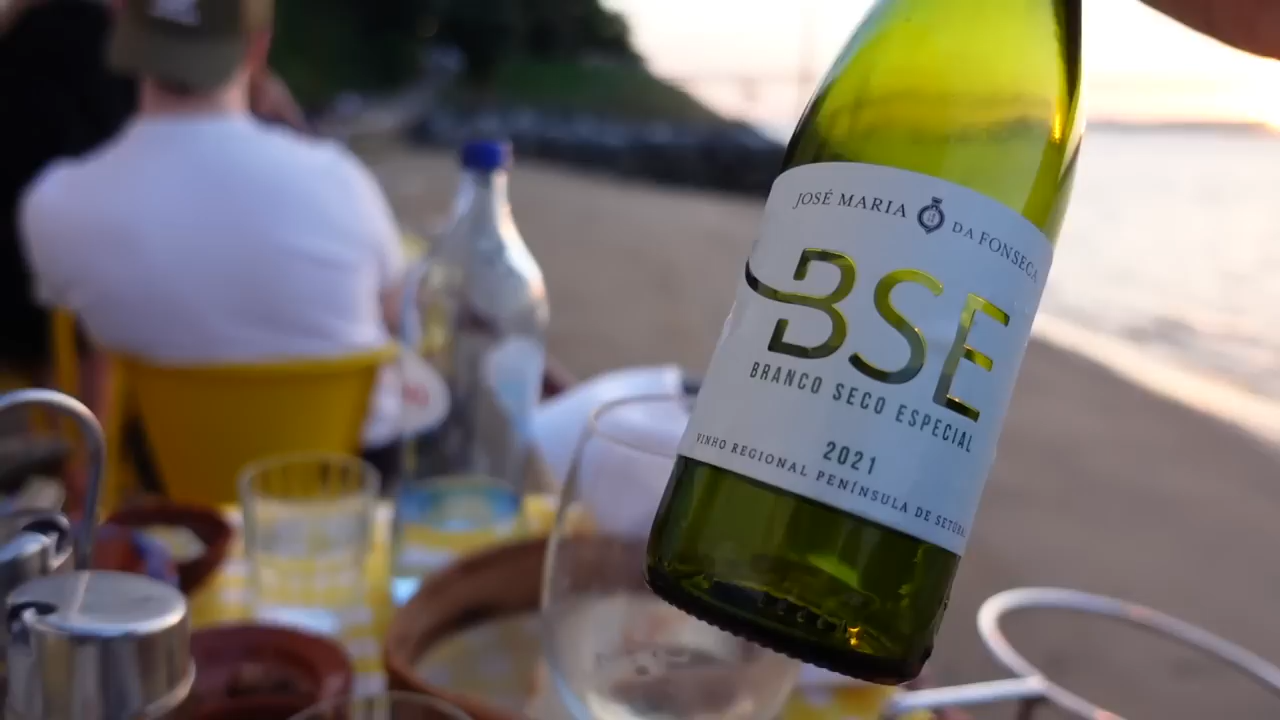 JOSÉ MARIA DA FONSECA
BSE
BRANCO SECO ESPECIAL
2021
VINHO REGIONAL PENÍNSULA DE SETÚBAL